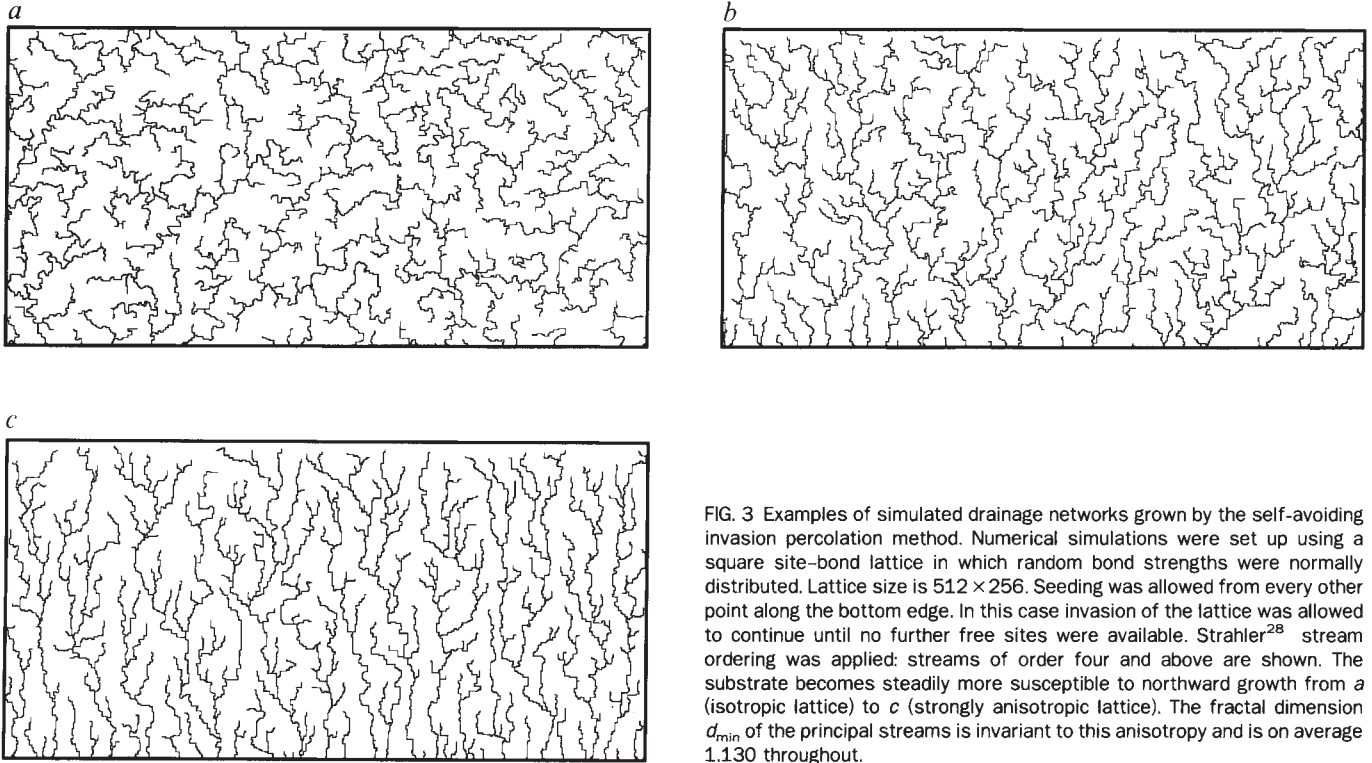 a
b
c
FIG. 3 Examples of simulated drainage networks grown by the self-avoiding
invasion percolation method. Numerical simulations were set up using a
square site–bond lattice in which random bond strengths were normally
distributed. Lattice size is 512 × 256. Seeding was allowed from every other
point along the bottom edge. In this case invasion of the lattice was allowed
to continue until no further free sites were available. Strahler28 stream
ordering was applied: streams of order four and above are shown. The
substrate becomes steadily more susceptible to northward growth from a
(isotropic lattice) to c (strongly anisotropic lattice). The fractal dimension
dmin of the principal streams is invariant to this anisotropy and is on average
1.130 throughout.